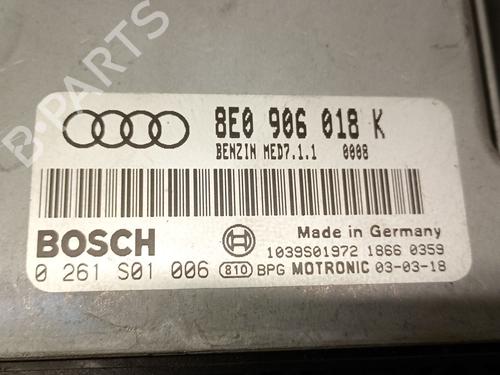 B-PARTS
8E0 906 018 K
BENZIN MED7.1.1 0008
BOSCH
Made in Germany
1039S01972 1866 0359
0 261 S01 006 810 BPG MOTRONIC 03-03-18